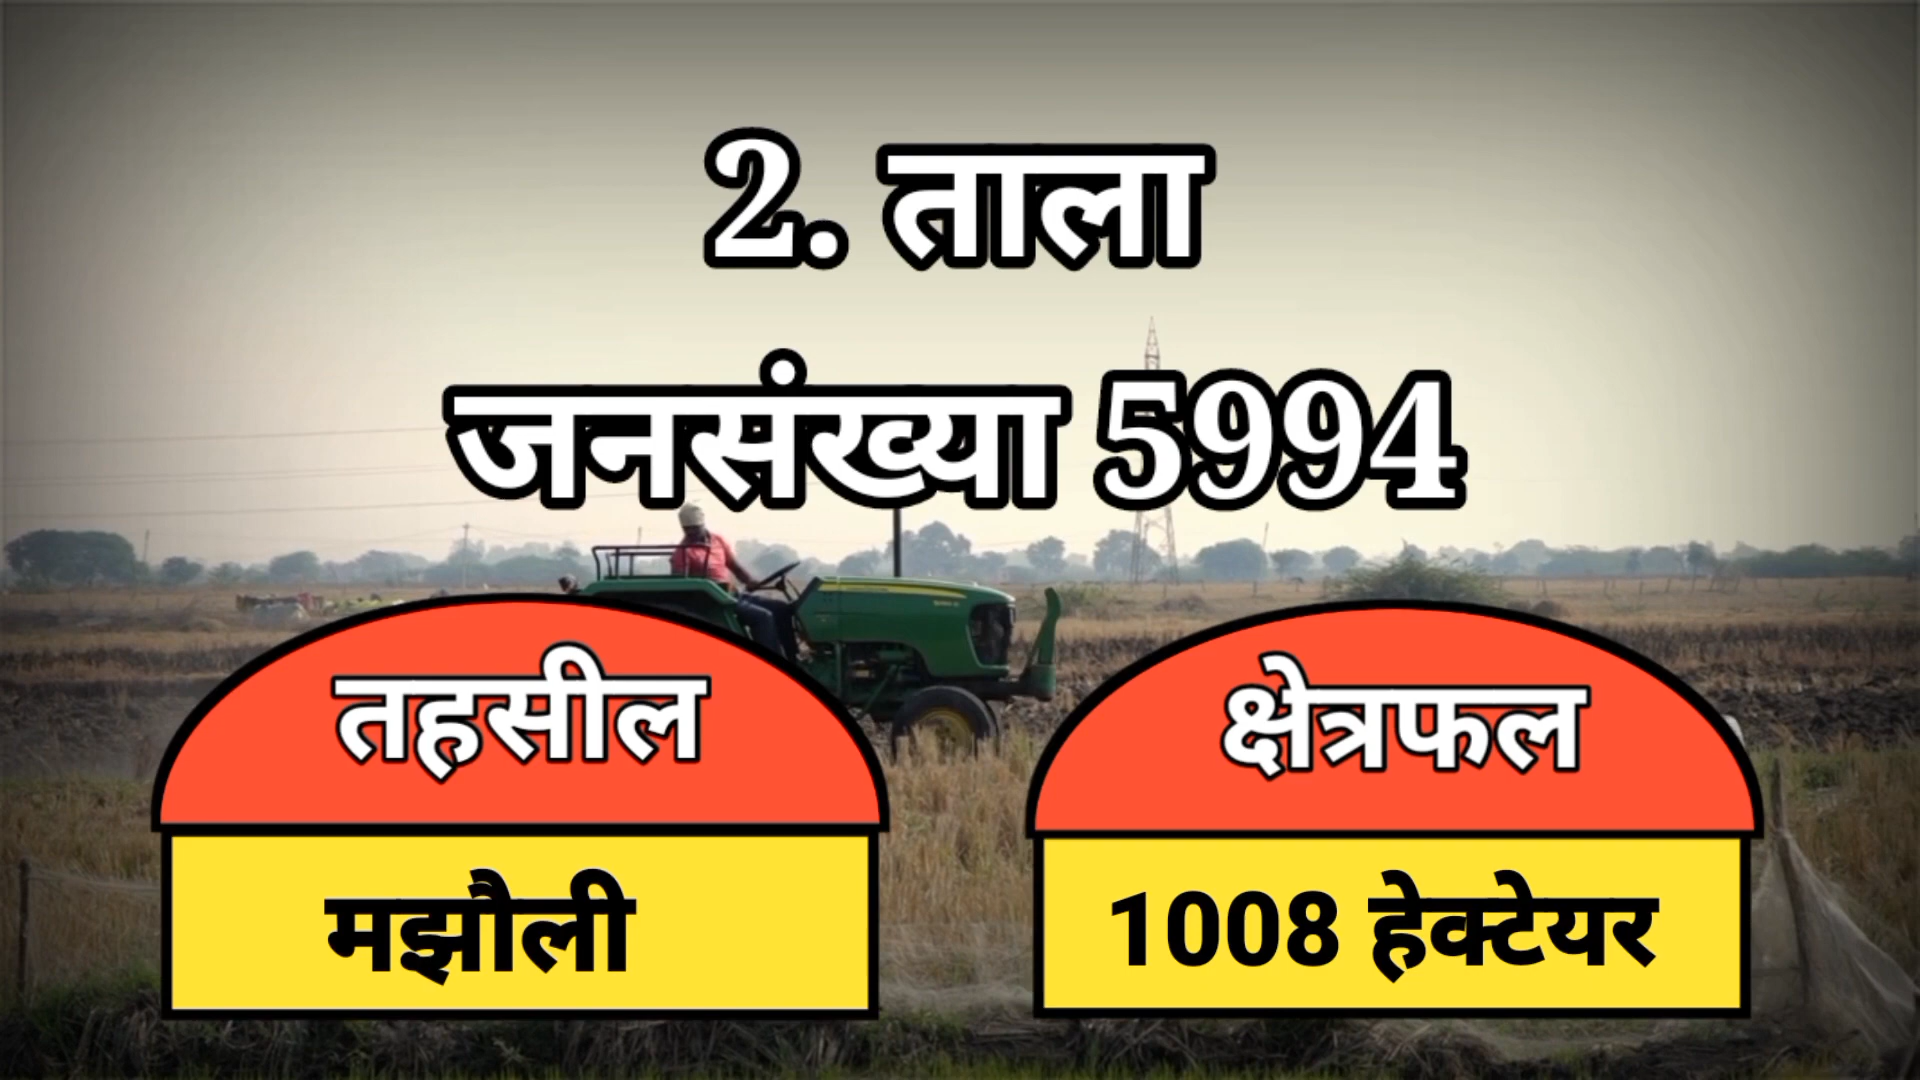 2. ताला
जनसंख्या 5994
तहसील
मझौली
क्षेत्रफल
1008 हेक्टेयर